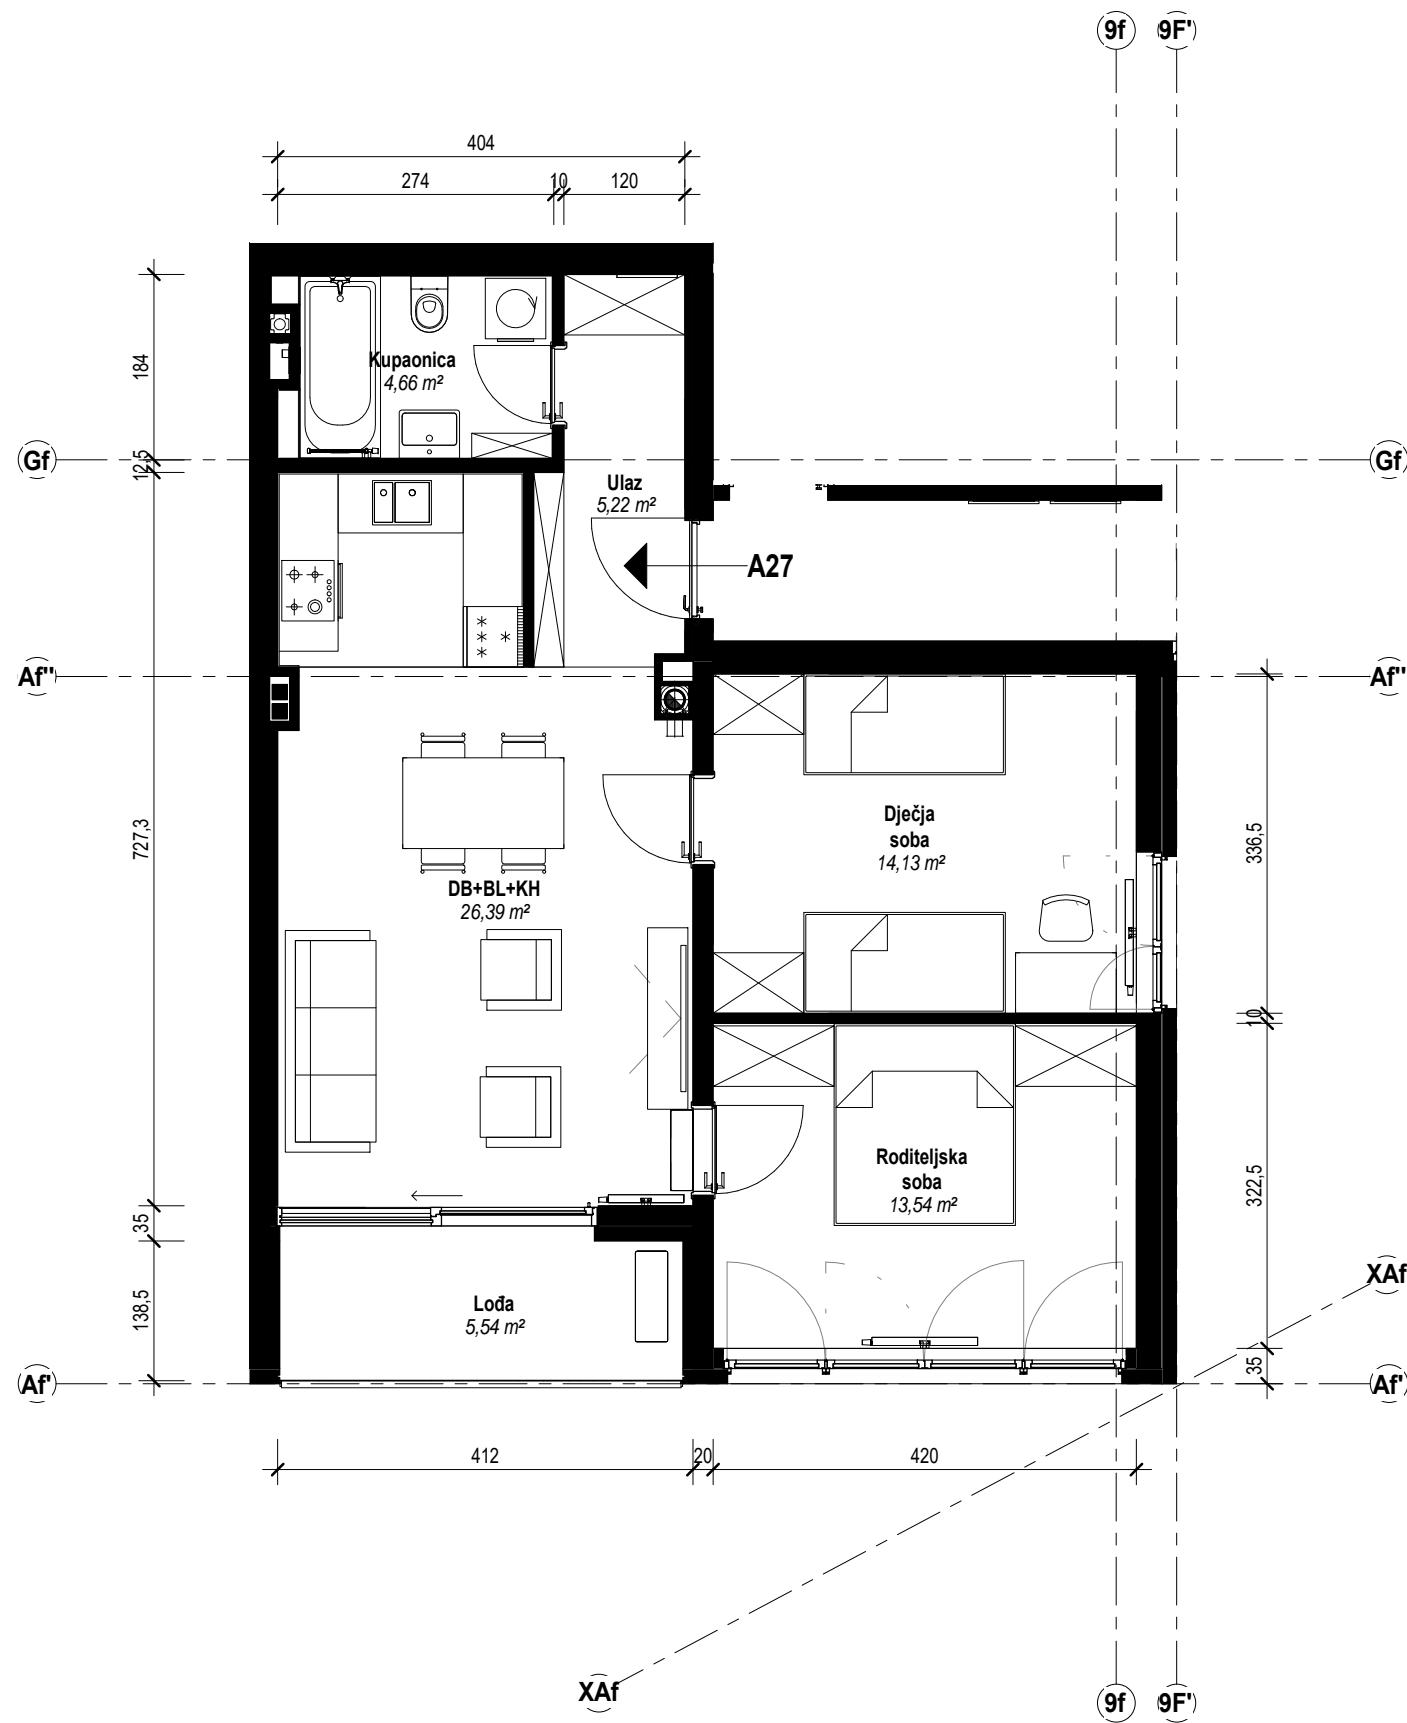 9f
9F'
404
274
10
120
184
Kupaonica
4,66 m²
Gf
Gf
12,5
Ulaz
5,22 m²
A27
Af''
Af''
727,3
Dječja
soba
14,13 m²
336,5
DB+BL+KH
26,39 m²
10
Roditeljska
soba
13,54 m²
322,5
35
138,5
Lođa
5,54 m²
XAf
35
Af'
Af'
412
20
420
XAf
9f
9F'